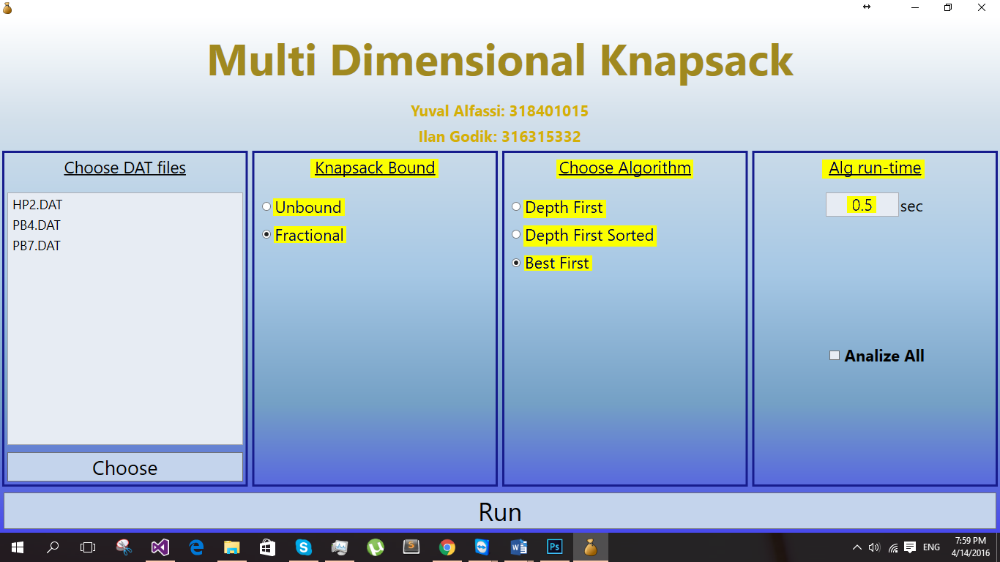 Multi Dimensional Knapsack
Yuval Alfassi: 318401015
Ilan Godik: 316315332
Choose DAT files
HP2.DAT
PB4.DAT
PB7.DAT
Choose
Knapsack Bound
Unbound
Fractional
Choose Algorithm
Depth First
Depth First Sorted
Best First
Alg run-time
0.5 sec
Analize All
Run
S
W
Ps
ENG
7:59 PM
4/14/2016